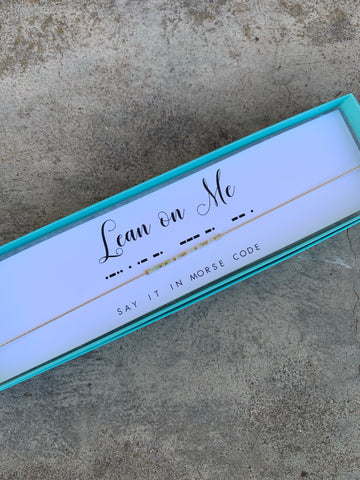 Lean on Me
.-.. . .- -. --- -. -- .
SAY IT IN MORSE CODE